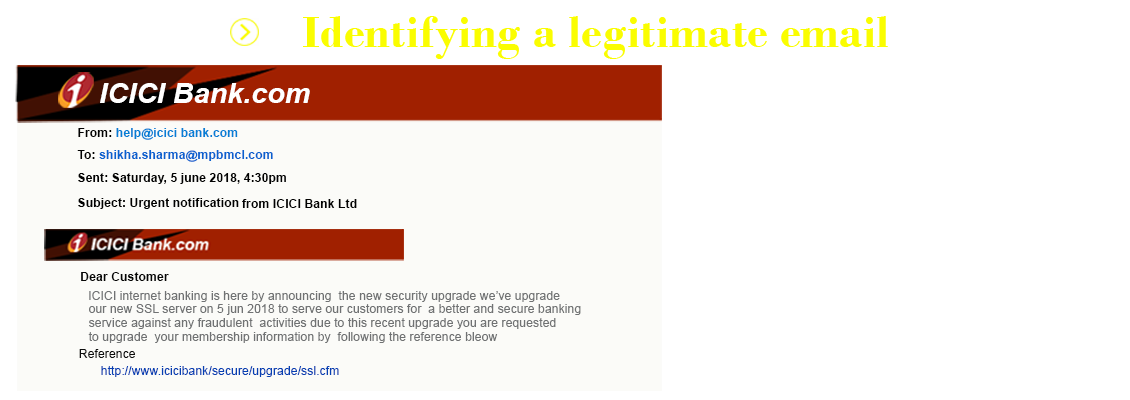 Identifying a legitimate email
ICICI Bank.com
From: help@icici bank.com
To: shikha.sharma@mpbmcl.com
Sent: Saturday, 5 june 2018, 4:30pm
Subject: Urgent notification from ICICI Bank Ltd
ICICI Bank.com
Dear Customer
ICICI internet banking is here by announcing the new security upgrade we've upgrade
our new SSL server on 5 jun 2018 to serve our customers for a better and secure banking
service against any fraudulent activities due to this recent upgrade you are requested
to upgrade your membership information by following the reference bleow
Reference
http://www.icicibank/secure/upgrade/ssl.cfm